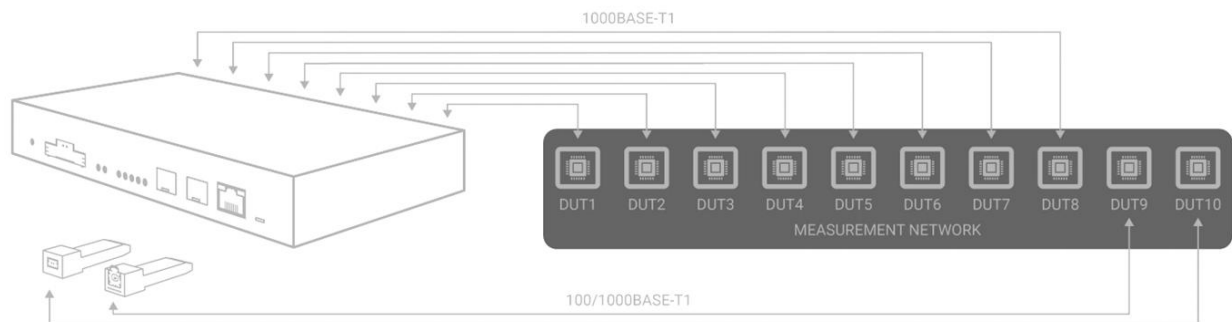 1000BASE-T1
DUT1 DUT2 DUT3 DUT4 DUT5 DUT6 DUT7 DUT8 DUT9 DUT10
MEASUREMENT NETWORK
100/1000BASE-T1